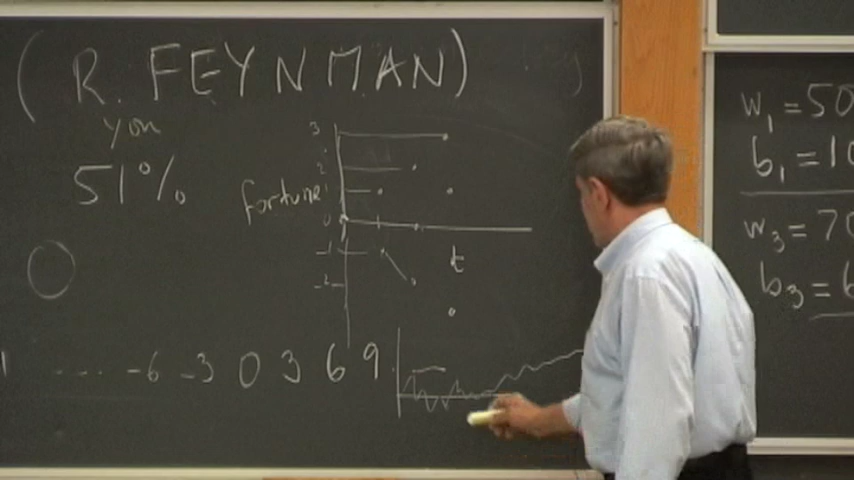 (R. FEYNMAN)
you
51%
fortune
3
2
1
0
-1
-2
t
.... -6 -3 0 3 6 9
w₁ = 50
b₁ = 10
w₃ = 70
b₃ = 6